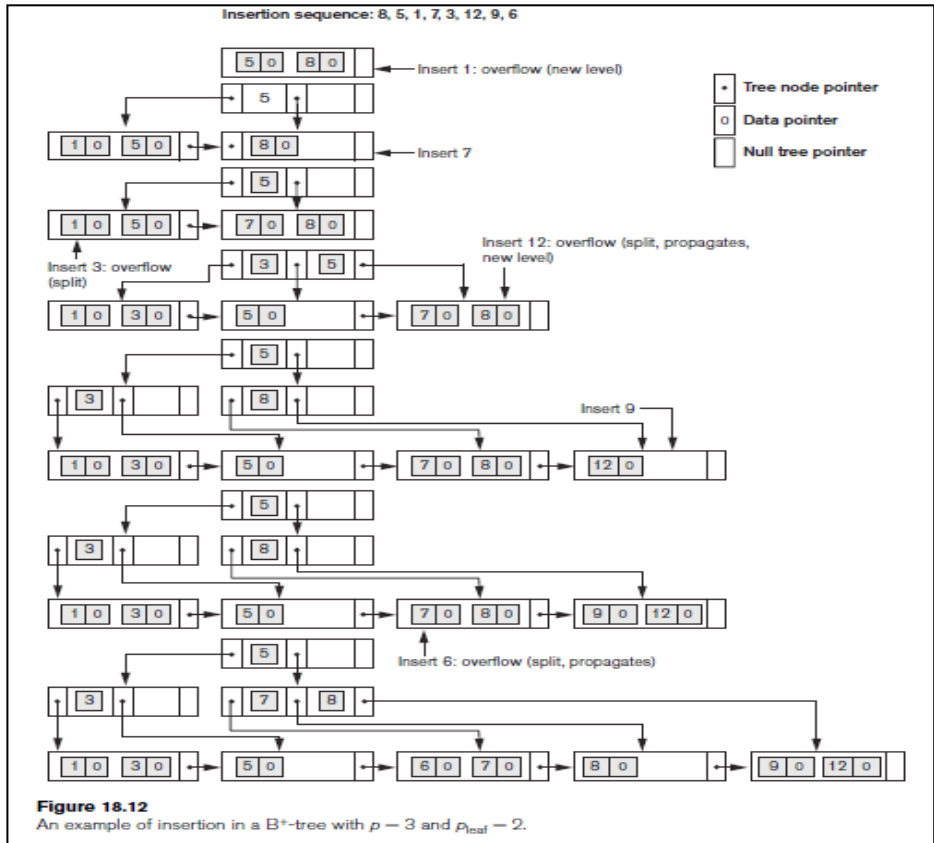 Insertion sequence: 8, 5, 1, 7, 3, 12, 9, 6
5 o 8 o
Insert 1: overflow (new level)
Tree node pointer
5
o Data pointer
1 o 5 o 8 o
Null tree pointer
Insert 7
5
1 o 5 o 7 o 8 o
Insert 12: overflow (split, propagates,
new level)
Insert 3: overflow
(split)
3 5
1 o 3 o 5 o 7 o 8 o
5
3 8
Insert 9
1 o 3 o 5 o 7 o 8 o 12 o
5
3 8
1 o 3 o 5 o 7 o 8 o 9 o 12 o
Insert 6: overflow (split, propagates)
5
3 7 8
1 o 3 o 5 o 6 o 7 o 8 o 9 o 12 o
Figure 18.12
An example of insertion in a B+-tree with p – 3 and pleaf – 2.